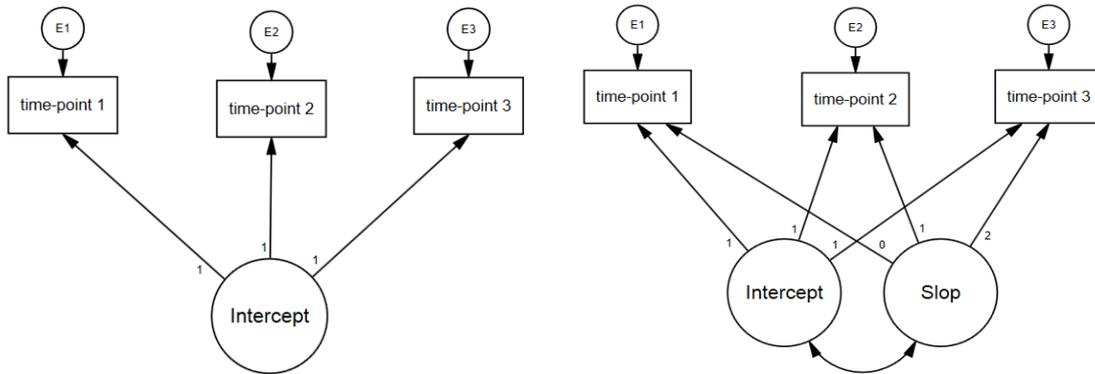 E1
E2
E3
time-point 1
time-point 2
time-point 3
1
1
1
Intercept
E1
E2
E3
time-point 1
time-point 2
time-point 3
1
1
1
0
1
2
Intercept
Slop